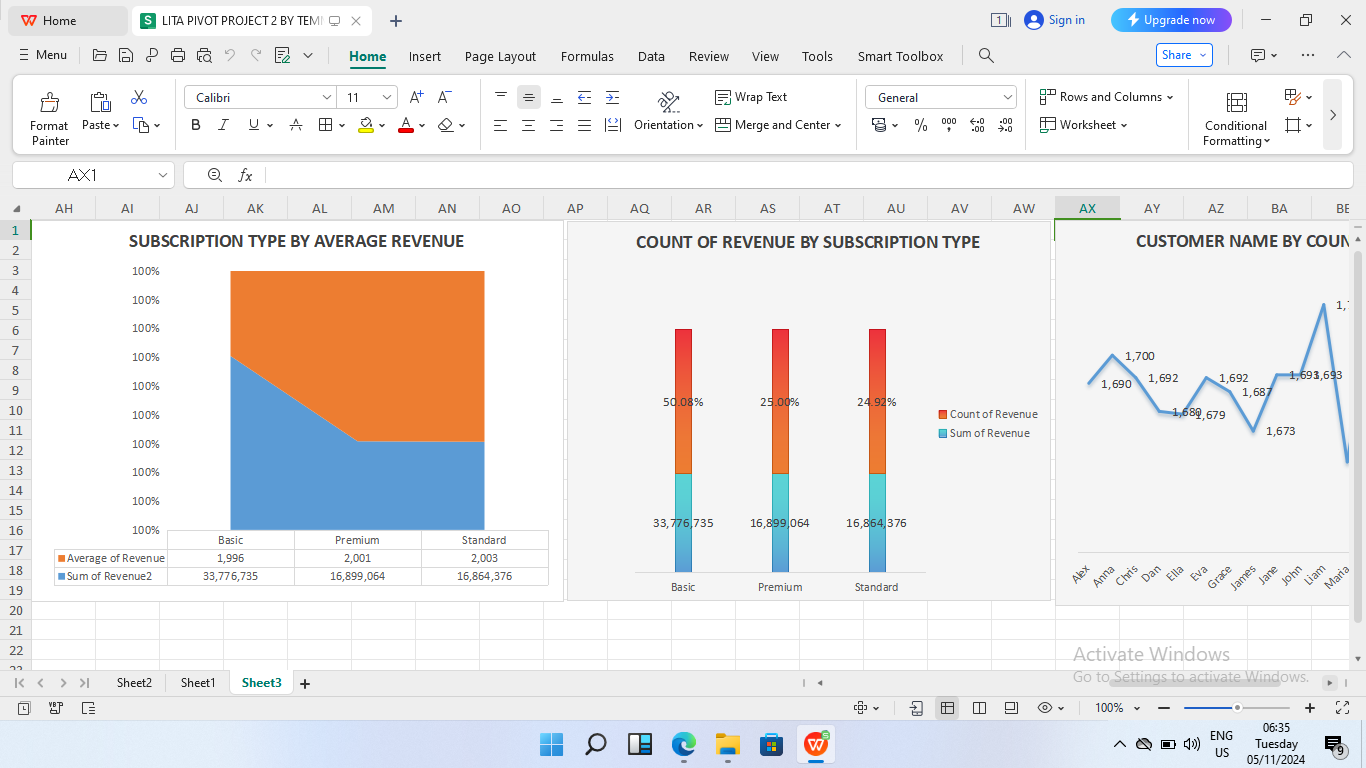 Home
LITA PIVOT PROJECT 2 BY TEM
Sign in
Upgrade now
Menu
Home Insert Page Layout Formulas Data Review View Tools Smart Toolbox
Share
Format Painter
Paste
Calibri
11
Wrap Text
Orientation
Merge and Center
General
Rows and Columns
Worksheet
Conditional Formatting
AX1
fx
AH AI AJ AK AL AM AN AO AP AQ AR AS AT AU AV AW AX AY AZ BA BE
1
2
3
4
5
6
7
8
9
10
11
12
13
14
15
16
17
18
19
20
21
22
23
SUBSCRIPTION TYPE BY AVERAGE REVENUE
100%
100%
100%
100%
100%
100%
100%
100%
100%
100%
Basic Premium Standard
Average of Revenue 1,996 2,001 2,003
Sum of Revenue2 33,776,735 16,899,064 16,864,376
COUNT OF REVENUE BY SUBSCRIPTION TYPE
50.08% 25.00% 24.92%
Count of Revenue
Sum of Revenue
33,776,735 16,899,064 16,864,376
Basic Premium Standard
CUSTOMER NAME BY COUN
1,690
1,700
1,692
1,680
1,679
1,692
1,687
1,673
1,693
1,693
Alex Anna Chris Dan Ella Eva Grace James Jane John Liam Maria
Activate Windows
Go to Settings to activate Windows.
Sheet2 Sheet1 Sheet3
100%
ENG
US
06:35
Tuesday
05/11/2024
9